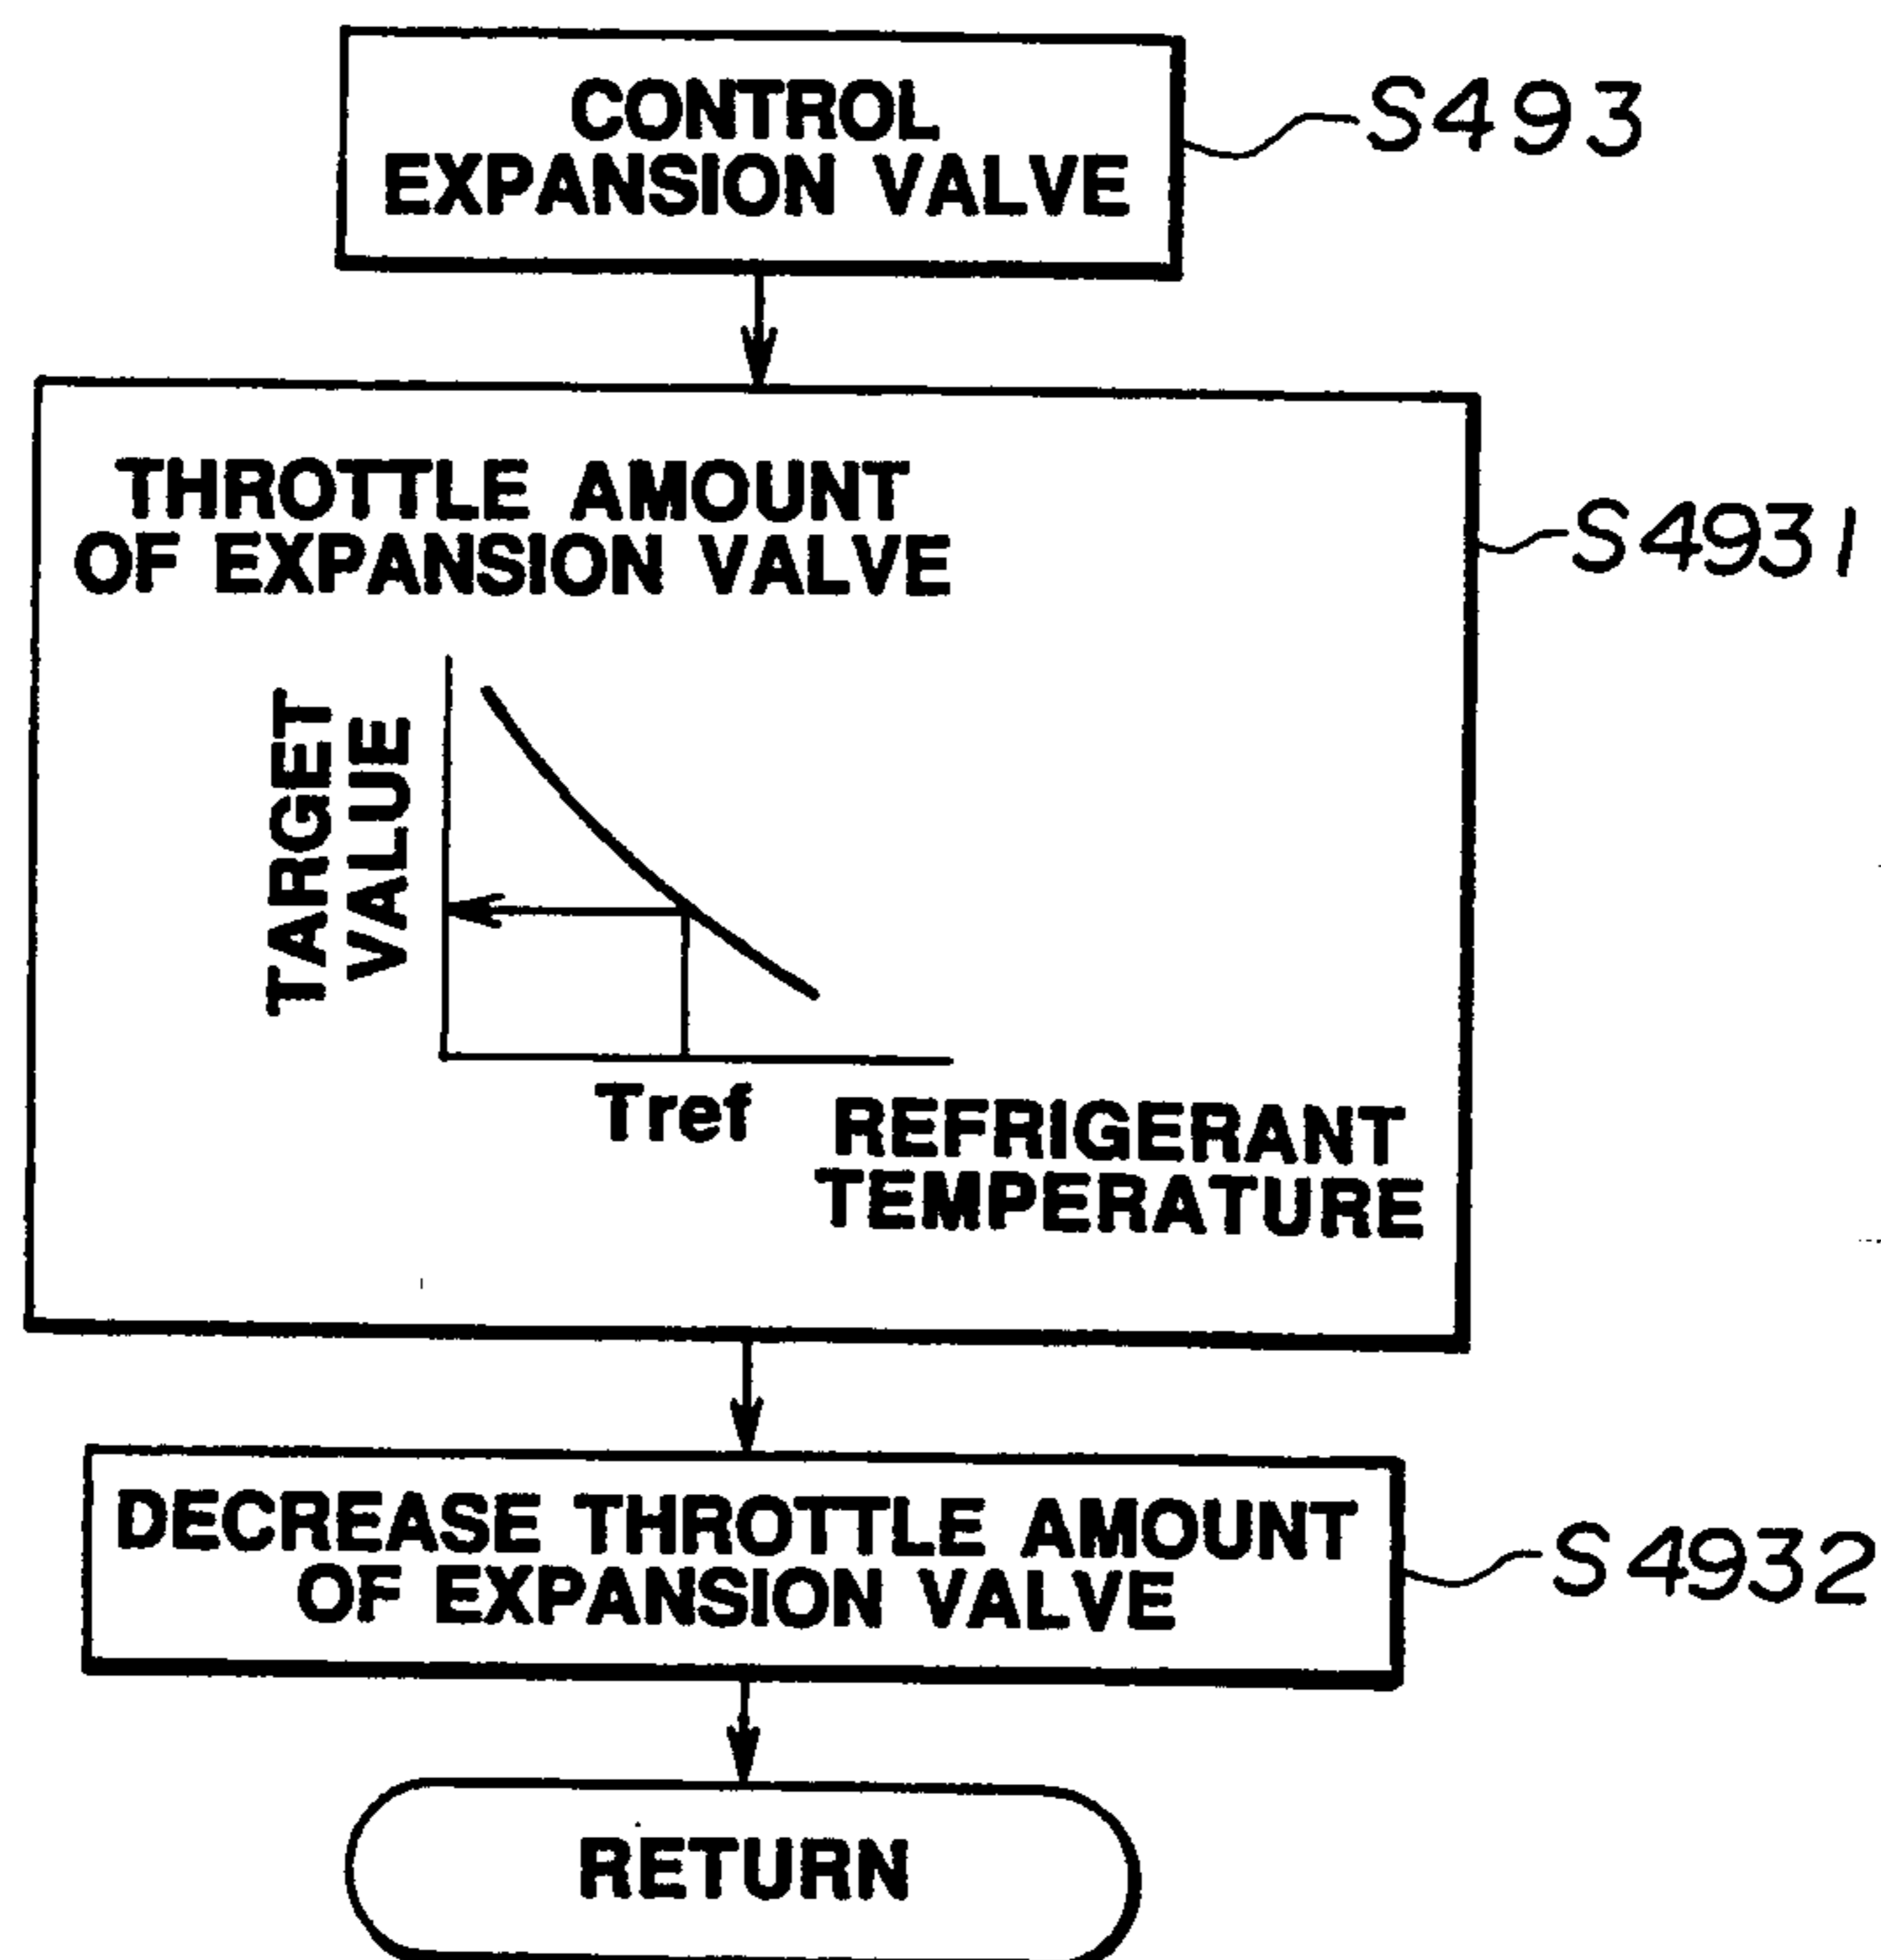 CONTROL
EXPANSION VALVE
S493
THROTTLE AMOUNT
OF EXPANSION VALVE
S4931
TARGET
VALUE
Tref
REFRIGERANT
TEMPERATURE
DECREASE THROTTLE AMOUNT
OF EXPANSION VALVE
S4932
RETURN